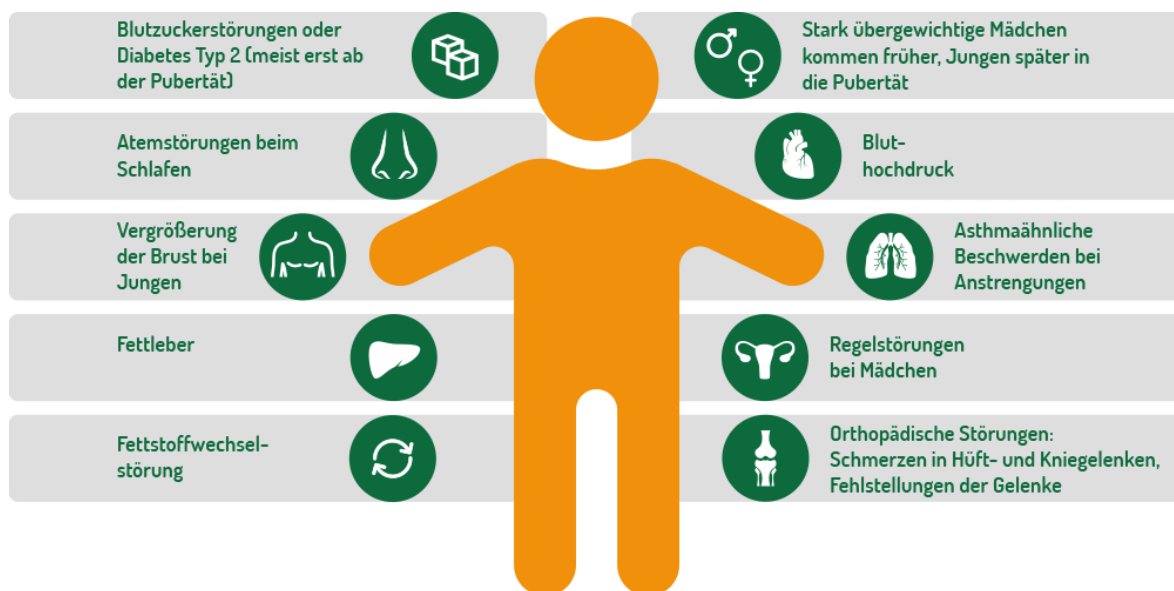 Blutzuckerstörungen oder
Diabetes Typ 2 (meist erst ab
der Pubertät)
Stark übergewichtige Mädchen
kommen früher, Jungen später in
die Pubertät
Atemstörungen beim
Schlafen
Blut-
hochdruck
Vergrößerung
der Brust bei
Jungen
Asthmaähnliche
Beschwerden bei
Anstrengungen
Fettleber
Regelstörungen
bei Mädchen
Fettstoffwechsel-
störung
Orthopädische Störungen:
Schmerzen in Hüft- und Kniegelenken,
Fehlstellungen der Gelenke